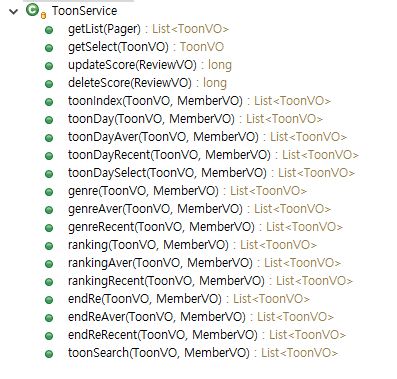 ToonService
getList(Pager) : List<ToonVO>
getSelect(ToonVO) : ToonVO
updateScore(ReviewVO) : long
deleteScore(ReviewVO) : long
toonIndex(ToonVO, MemberVO) : List<ToonVO>
toonDay(ToonVO, MemberVO) : List<ToonVO>
toonDayAver(ToonVO, MemberVO) : List<ToonVO>
toonDayRecent(ToonVO, MemberVO) : List<ToonVO>
toonDaySelect(ToonVO, MemberVO) : List<ToonVO>
genre(ToonVO, MemberVO) : List<ToonVO>
genreAver(ToonVO, MemberVO) : List<ToonVO>
genreRecent(ToonVO, MemberVO) : List<ToonVO>
ranking(ToonVO, MemberVO) : List<ToonVO>
rankingAver(ToonVO, MemberVO) : List<ToonVO>
rankingRecent(ToonVO, MemberVO) : List<ToonVO>
endRe(ToonVO, MemberVO) : List<ToonVO>
endReAver(ToonVO, MemberVO) : List<ToonVO>
endReRecent(ToonVO, MemberVO) : List<ToonVO>
toonSearch(ToonVO, MemberVO) : List<ToonVO>